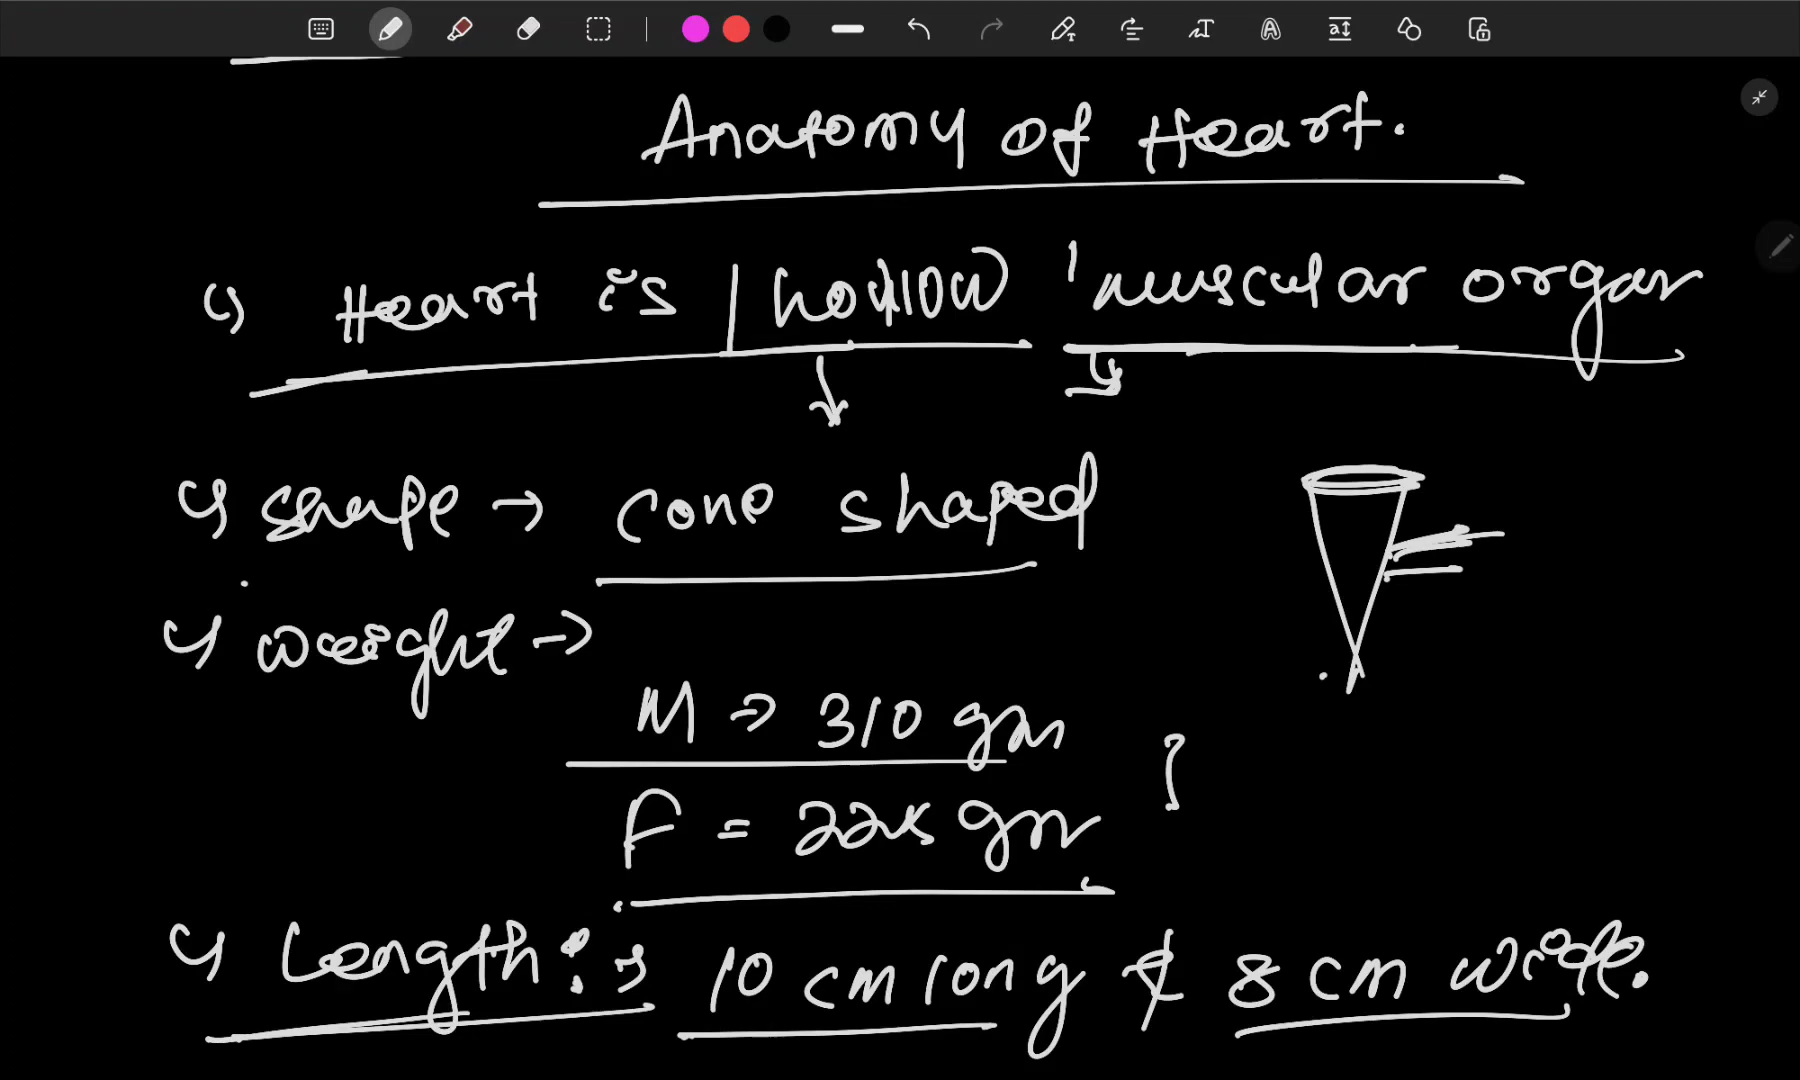 Anatomy of Heart.
Heart is hollow muscular organ
shape → cone shaped
weight →
M → 310 gm
F = 225 gm
Length :→ 10 cm long & 8 cm wide.